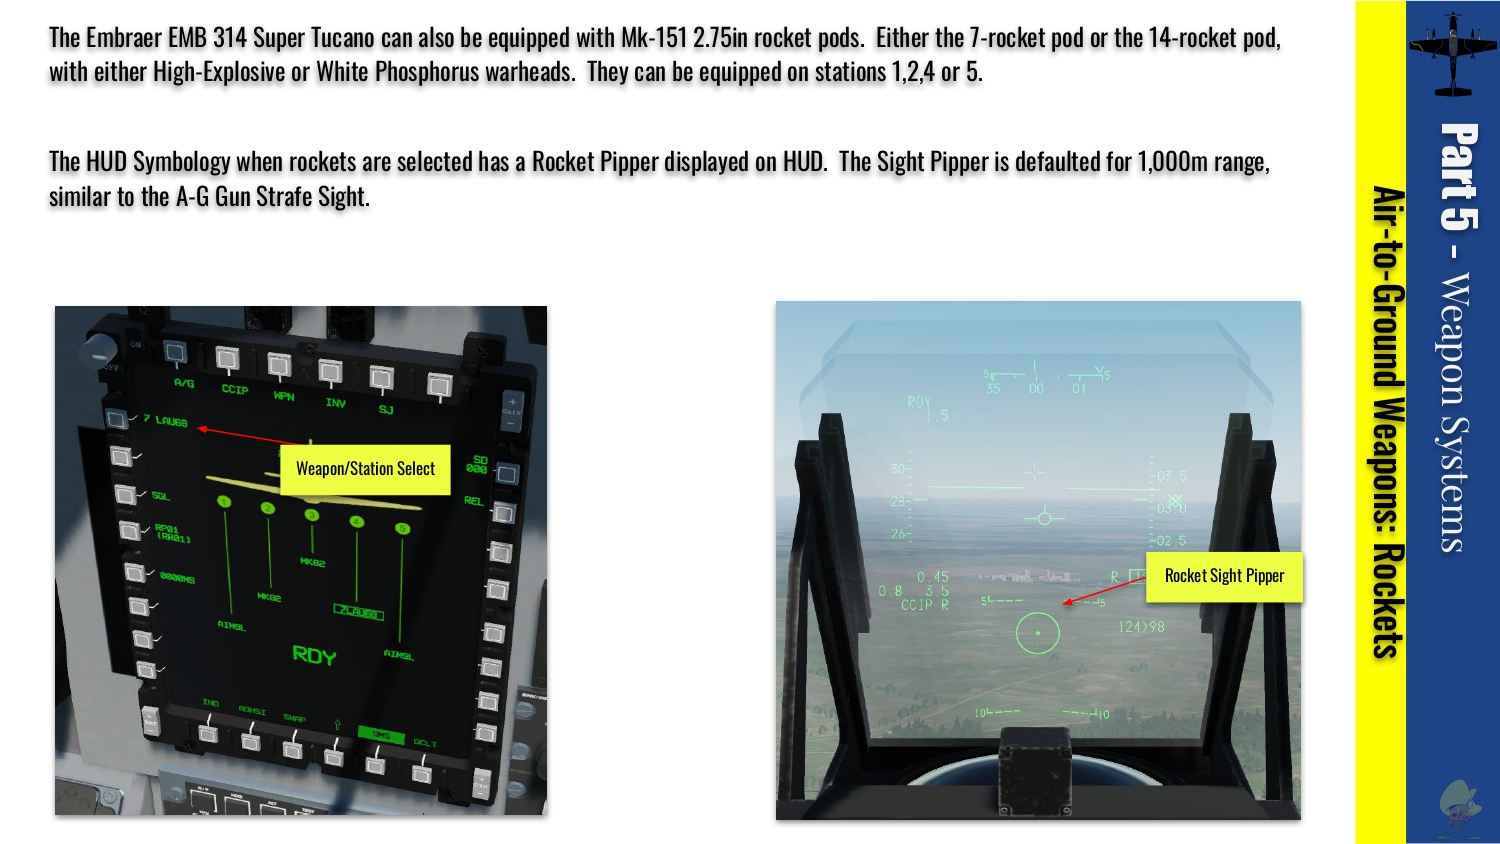 The Embraer EMB 314 Super Tucano can also be equipped with Mk-151 2.75in rocket pods.  Either the 7-rocket pod or the 14-rocket pod,
with either High-Explosive or White Phosphorus warheads.  They can be equipped on stations 1,2,4 or 5.
The HUD Symbology when rockets are selected has a Rocket Pipper displayed on HUD.  The Sight Pipper is defaulted for 1,000m range,
similar to the A-G Gun Strafe Sight.
ON
OFF
A/G
CCIP
WPN
INV
SJ
7 LAU68
Weapon/Station Select
SD
000
REL
SGL
RP01
(RR01)
0000MS
1
2
3
4
5
MK82
MK82
7LAU68
AIM9L
AIM9L
RDY
IND
SWAP
SMS
DCLT
5
5
35
00
01
RDY
1.5
30
28
26
03.5
03.0
02.5
0.45
0.8 3.5
CCIP R
R
Rocket Sight Pipper
5
5
124>98
10
10
Part 5 - Weapon Systems
Air-to-Ground Weapons: Rockets